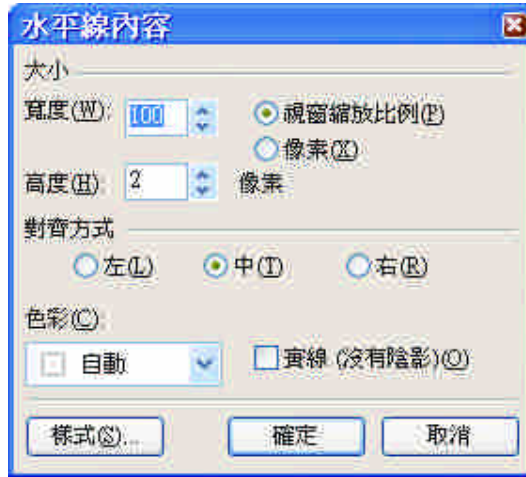 水平線內容
大小
寬度(W): 100 視窗縮放比例(P)
像素(X)
高度(H): 2 像素
對齊方式
左(L) 中(T) 右(R)
色彩(C):
自動 實線 (沒有陰影)(O)
樣式(S)... 確定 取消